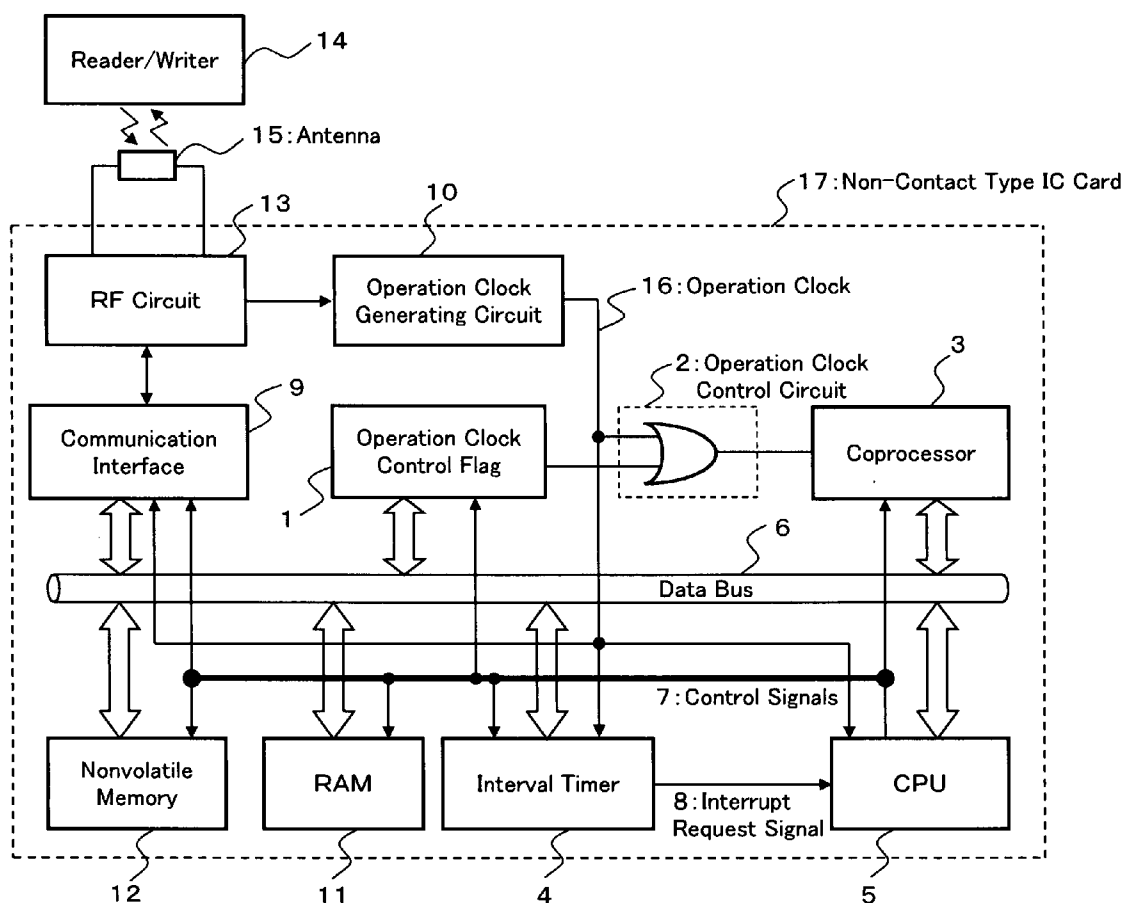 Reader/Writer
14
15:Antenna
17:Non-Contact Type IC Card
13
10
RF Circuit
Operation Clock
Generating Circuit
16:Operation Clock
2:Operation Clock
Control Circuit
3
9
Communication
Interface
Operation Clock
Control Flag
Coprocessor
1
6
Data Bus
7:Control Signals
Nonvolatile
Memory
RAM
Interval Timer
8:Interrupt
Request Signal
CPU
12
11
4
5